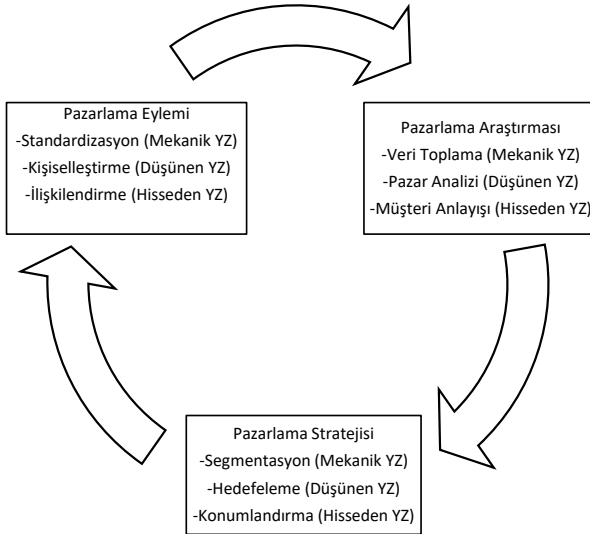 Pazarlama Eylemi
-Standardizasyon (Mekanik YZ)
-Kişiselleştirme (Düşünen YZ)
-İlişkilendirme (Hisseden YZ)
Pazarlama Araştırması
-Veri Toplama (Mekanik YZ)
-Pazar Analizi (Düşünen YZ)
-Müşteri Anlayışı (Hisseden YZ)
Pazarlama Stratejisi
-Segmentasyon (Mekanik YZ)
-Hedefeleme (Düşünen YZ)
-Konumlandırma (Hisseden YZ)